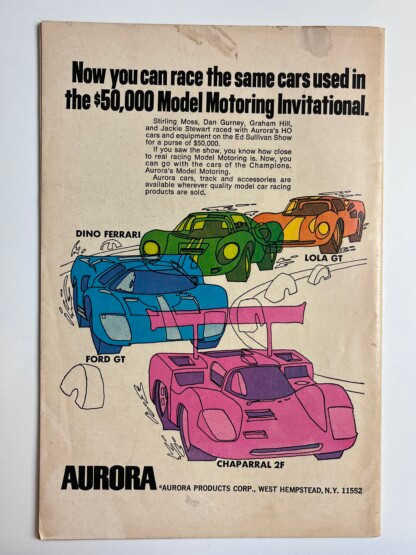 Now you can race the same cars used in
the $50,000 Model Motoring Invitational.
Stirling Moss, Dan Gurney, Graham Hill,
and Jackie Stewart raced with Aurora's HO
cars and equipment on the Ed Sullivan Show
for a purse of $50,000.
If you saw the show, you know how close
to real racing Model Motoring is. Now, you
can go with the cars of the Champions.
Aurora's Model Motoring.
Aurora cars, track and accessories are
available wherever quality model car racing
products are sold.
DINO FERRARI
LOLA GT
FORD GT
CHAPARRAL 2F
AURORA
®AURORA PRODUCTS CORP., WEST HEMPSTEAD, N.Y. 11552